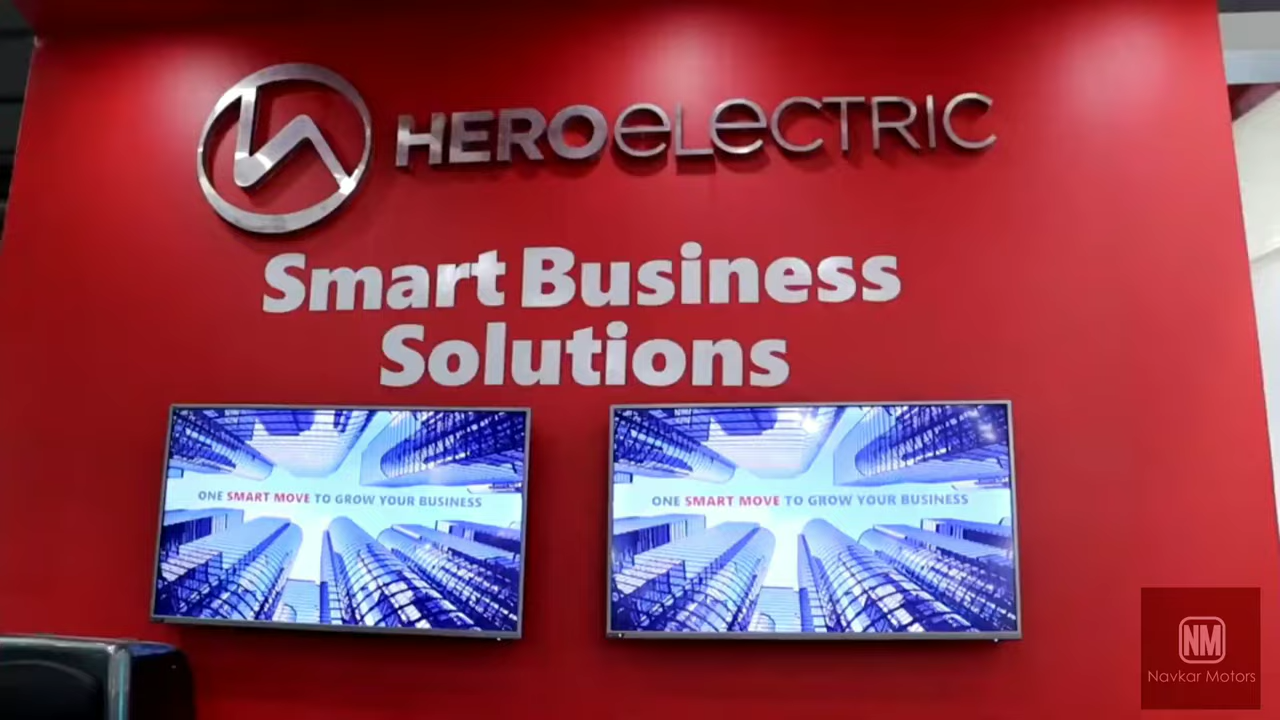 HEROeLeCTRIC
Smart Business
Solutions
ONE SMART MOVE TO GROW YOUR BUSINESS
ONE SMART MOVE TO GROW YOUR BUSINESS
NM
Navkar Motors